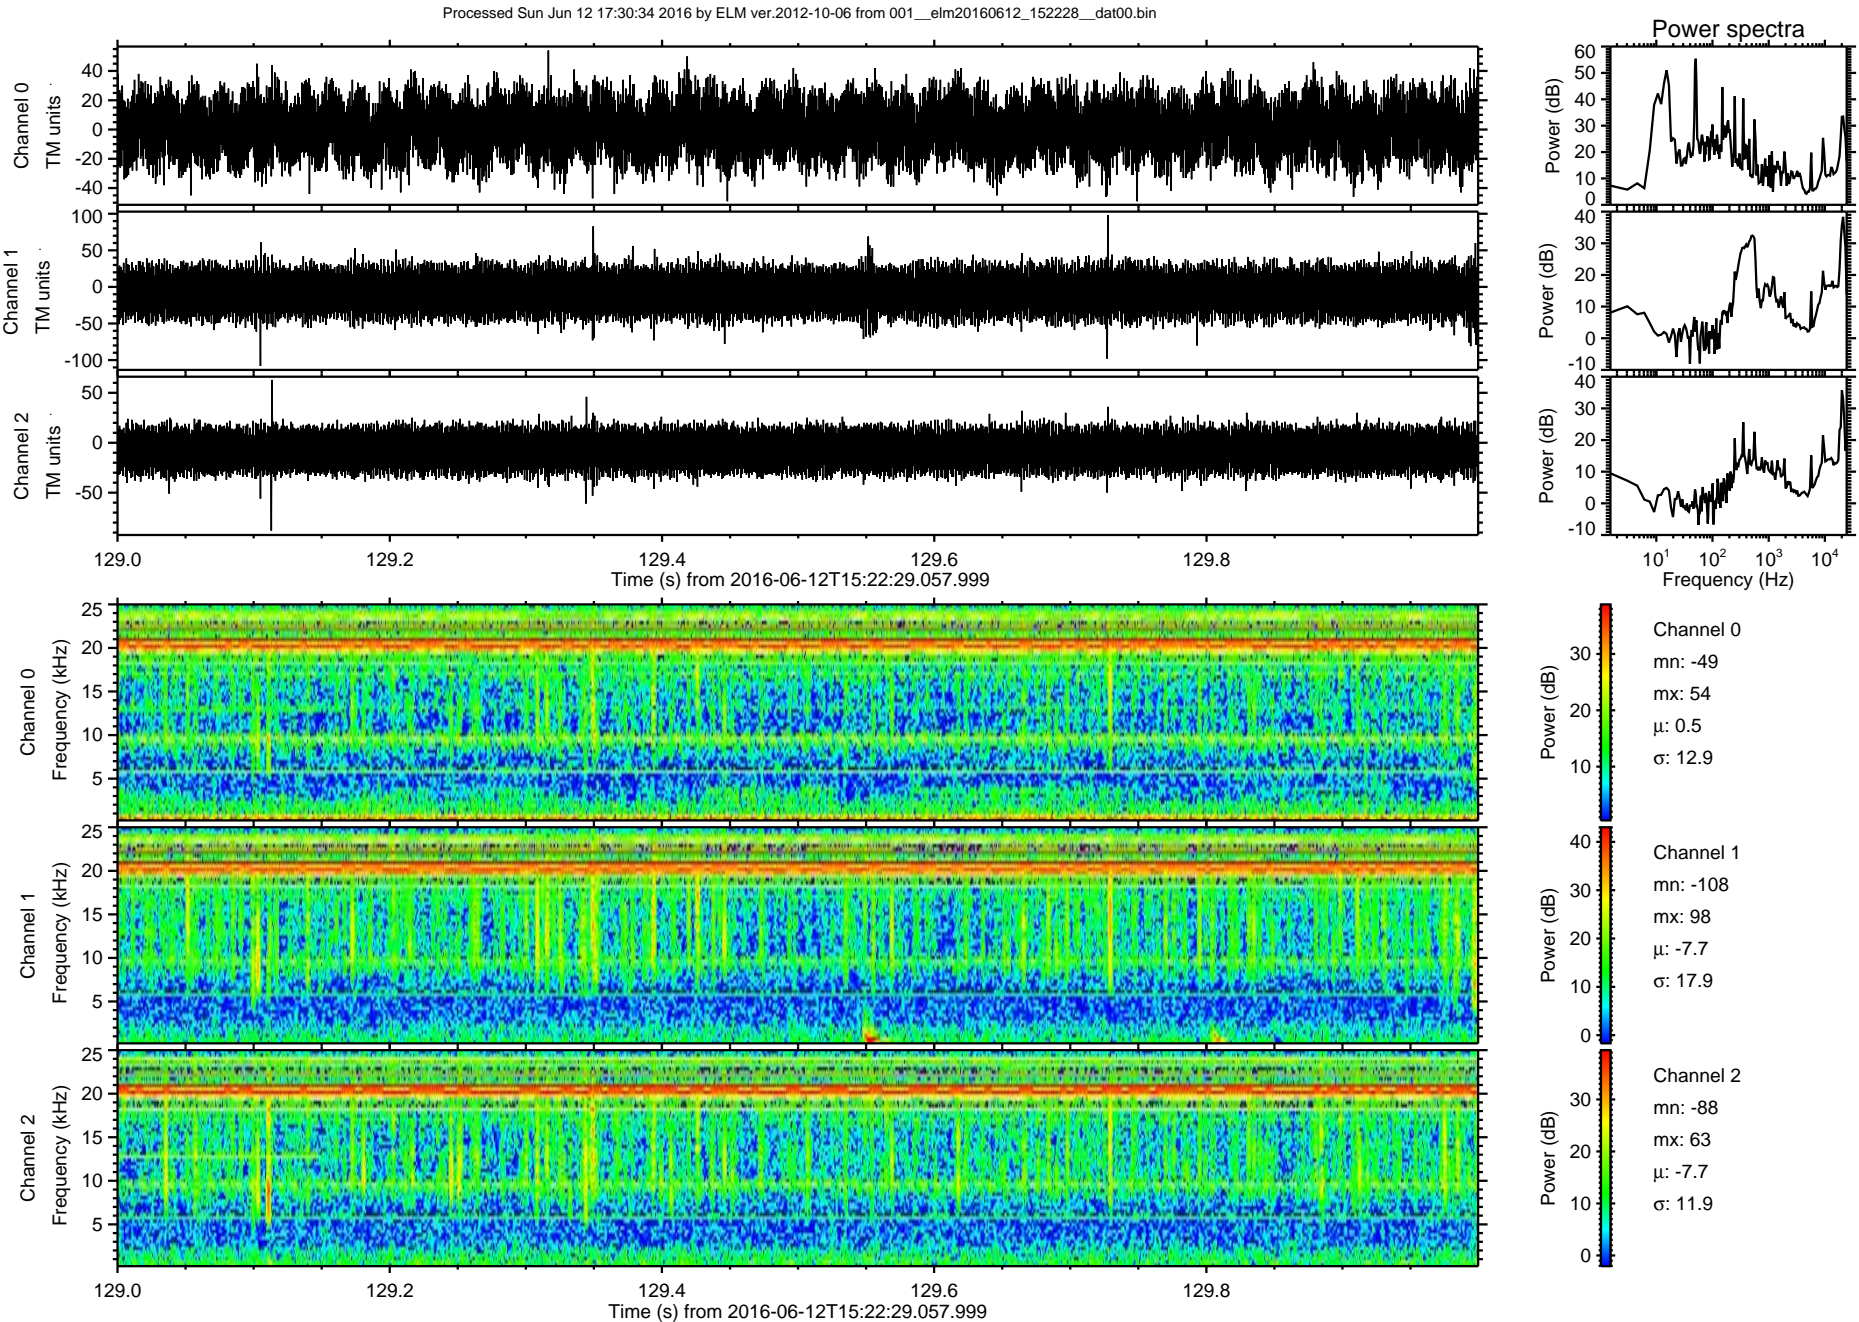 Processed Sun Jun 12 17:30:34 2016 by ELM ver.2012-10-06 from 001__elm20160612_152228__dat00.bin
Power spectra
Channel 0
TM units
40
20
0
-20
-40
Power (dB)
60
50
40
30
20
10
0
Channel 1
TM units
100
50
0
-50
-100
Power (dB)
40
30
20
10
0
-10
Channel 2
TM units
50
0
-50
Power (dB)
40
30
20
10
0
-10
129.0 129.2 129.4 129.6 129.8
Time (s) from 2016-06-12T15:22:29.057.999
10^1 10^2 10^3 10^4
Frequency (Hz)
Channel 0
Frequency (kHz)
25
20
15
10
5
Power (dB)
30
20
10
Channel 0
mn: -49
mx: 54
μ: 0.5
σ: 12.9
Channel 1
Frequency (kHz)
25
20
15
10
5
Power (dB)
40
30
20
10
0
Channel 1
mn: -108
mx: 98
μ: -7.7
σ: 17.9
Channel 2
Frequency (kHz)
25
20
15
10
5
Power (dB)
30
20
10
0
Channel 2
mn: -88
mx: 63
μ: -7.7
σ: 11.9
129.0 129.2 129.4 129.6 129.8
Time (s) from 2016-06-12T15:22:29.057.999